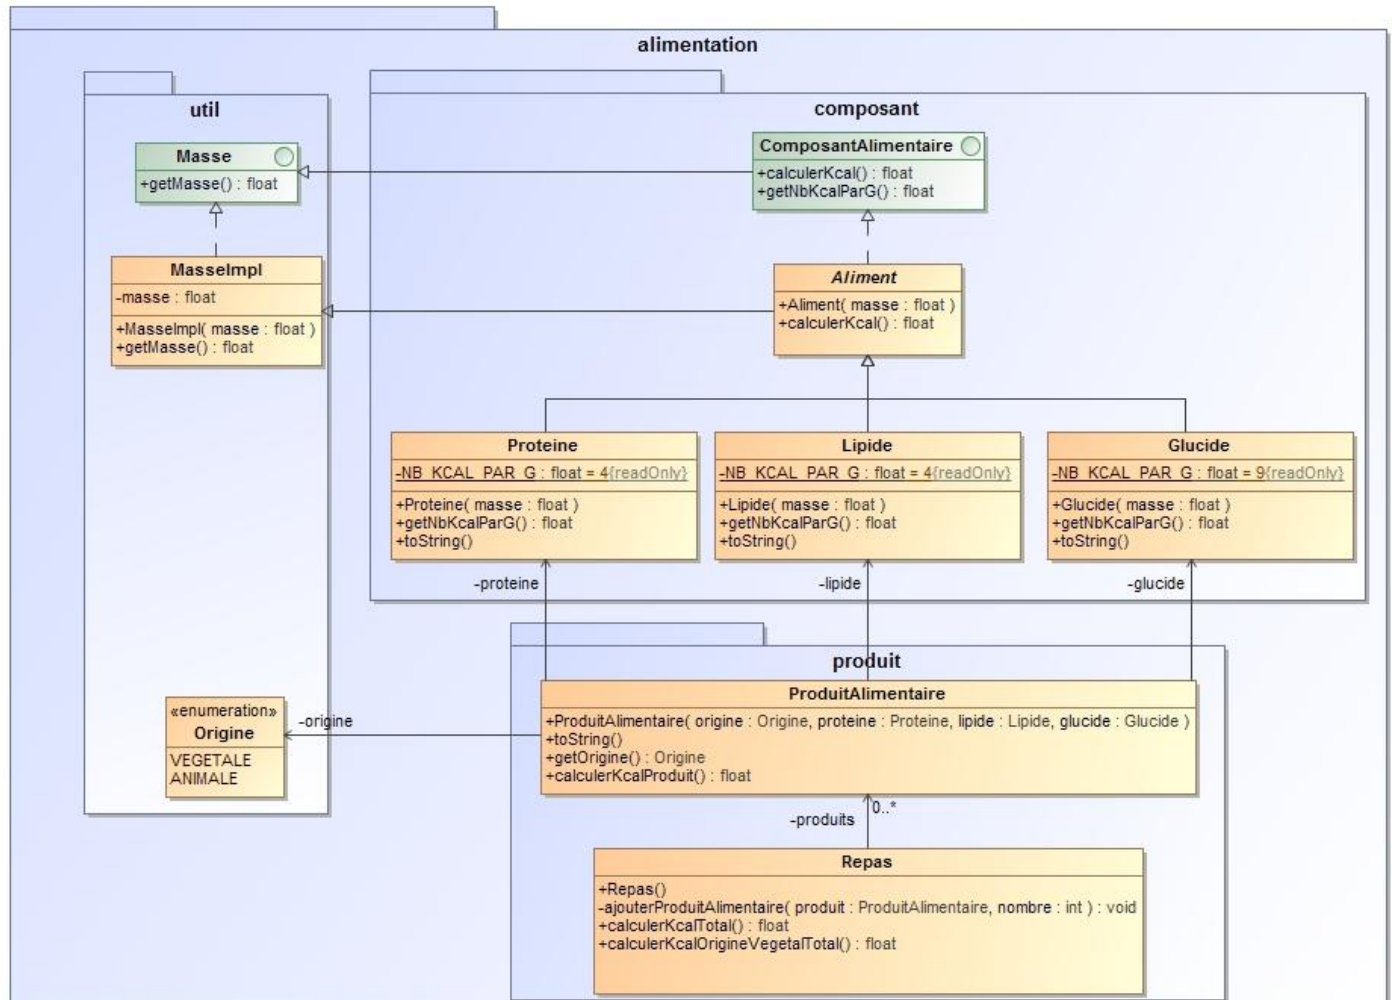 alimentation
util
Masse
+getMasse() : float
MasseImpl
-masse : float
+MasseImpl( masse : float )
+getMasse() : float
«enumeration»
Origine
VEGETALE
ANIMALE
composant
ComposantAlimentaire
+calculerKcal() : float
+getNbKcalParG() : float
Aliment
+Aliment( masse : float )
+calculerKcal() : float
Proteine
-NB_KCAL_PAR_G : float = 4{readOnly}
+Proteine( masse : float )
+getNbKcalParG() : float
+toString()
Lipide
-NB_KCAL_PAR_G : float = 4{readOnly}
+Lipide( masse : float )
+getNbKcalParG() : float
+toString()
Glucide
-NB_KCAL_PAR_G : float = 9{readOnly}
+Glucide( masse : float )
+getNbKcalParG() : float
+toString()
-proteine
-lipide
-glucide
-origine
produit
ProduitAlimentaire
+ProduitAlimentaire( origine : Origine, proteine : Proteine, lipide : Lipide, glucide : Glucide )
+toString()
+getOrigine() : Origine
+calculerKcalProduit() : float
0..*
-produits
Repas
+Repas()
-ajouterProduitAlimentaire( produit : ProduitAlimentaire, nombre : int ) : void
+calculerKcalTotal() : float
+calculerKcalOrigineVegetalTotal() : float